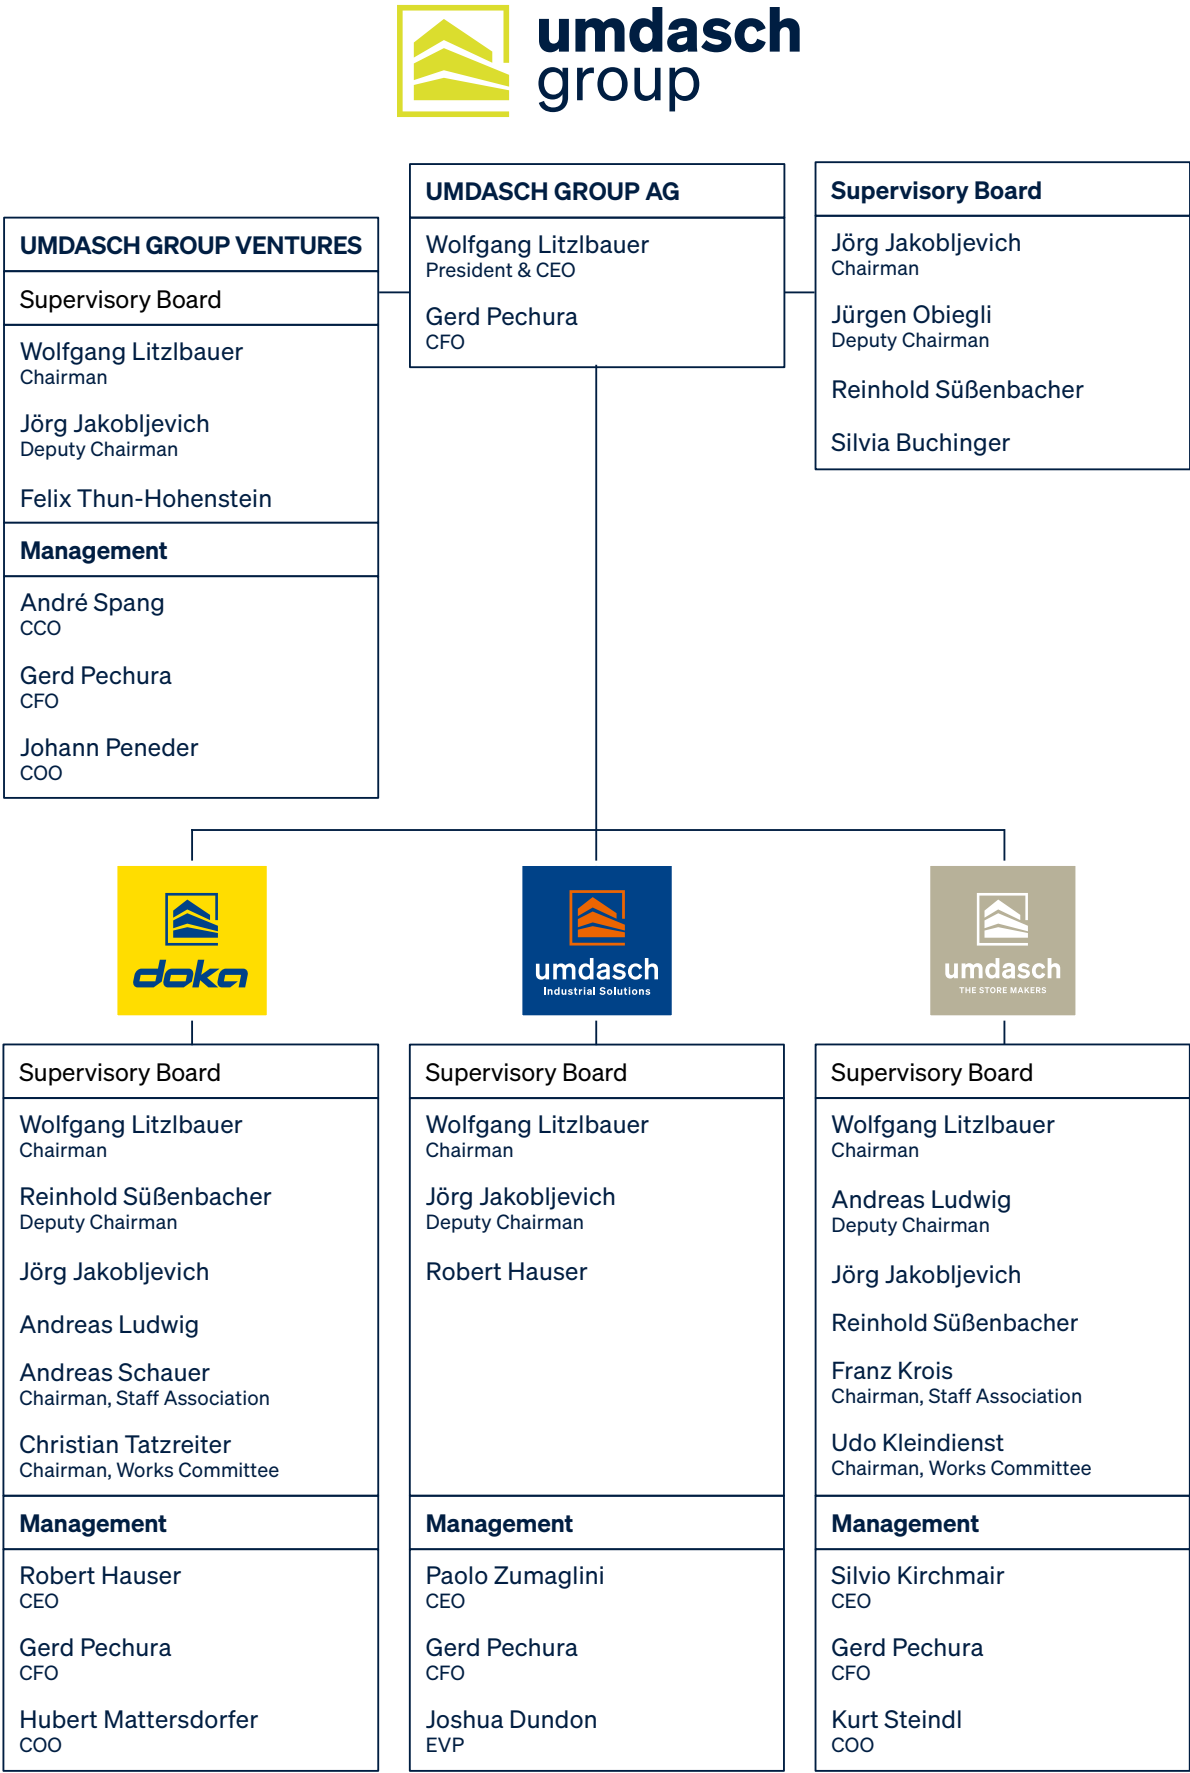 umdasch
group
UMDASCH GROUP VENTURES
Supervisory Board
Wolfgang Litzlbauer
Chairman
Jörg Jakobljevich
Deputy Chairman
Felix Thun-Hohenstein
Management
André Spang
CCO
Gerd Pechura
CFO
Johann Peneder
COO
UMDASCH GROUP AG
Wolfgang Litzlbauer
President & CEO
Gerd Pechura
CFO
Supervisory Board
Jörg Jakobljevich
Chairman
Jürgen Obiegli
Deputy Chairman
Reinhold Süßenbacher
Silvia Buchinger
doka
Supervisory Board
Wolfgang Litzlbauer
Chairman
Reinhold Süßenbacher
Deputy Chairman
Jörg Jakobljevich
Andreas Ludwig
Andreas Schauer
Chairman, Staff Association
Christian Tatzreiter
Chairman, Works Committee
Management
Robert Hauser
CEO
Gerd Pechura
CFO
Hubert Mattersdorfer
COO
umdasch
Industrial Solutions
Supervisory Board
Wolfgang Litzlbauer
Chairman
Jörg Jakobljevich
Deputy Chairman
Robert Hauser
Management
Paolo Zumaglini
CEO
Gerd Pechura
CFO
Joshua Dundon
EVP
umdasch
THE STORE MAKERS
Supervisory Board
Wolfgang Litzlbauer
Chairman
Andreas Ludwig
Deputy Chairman
Jörg Jakobljevich
Reinhold Süßenbacher
Franz Krois
Chairman, Staff Association
Udo Kleindienst
Chairman, Works Committee
Management
Silvio Kirchmair
CEO
Gerd Pechura
CFO
Kurt Steindl
COO